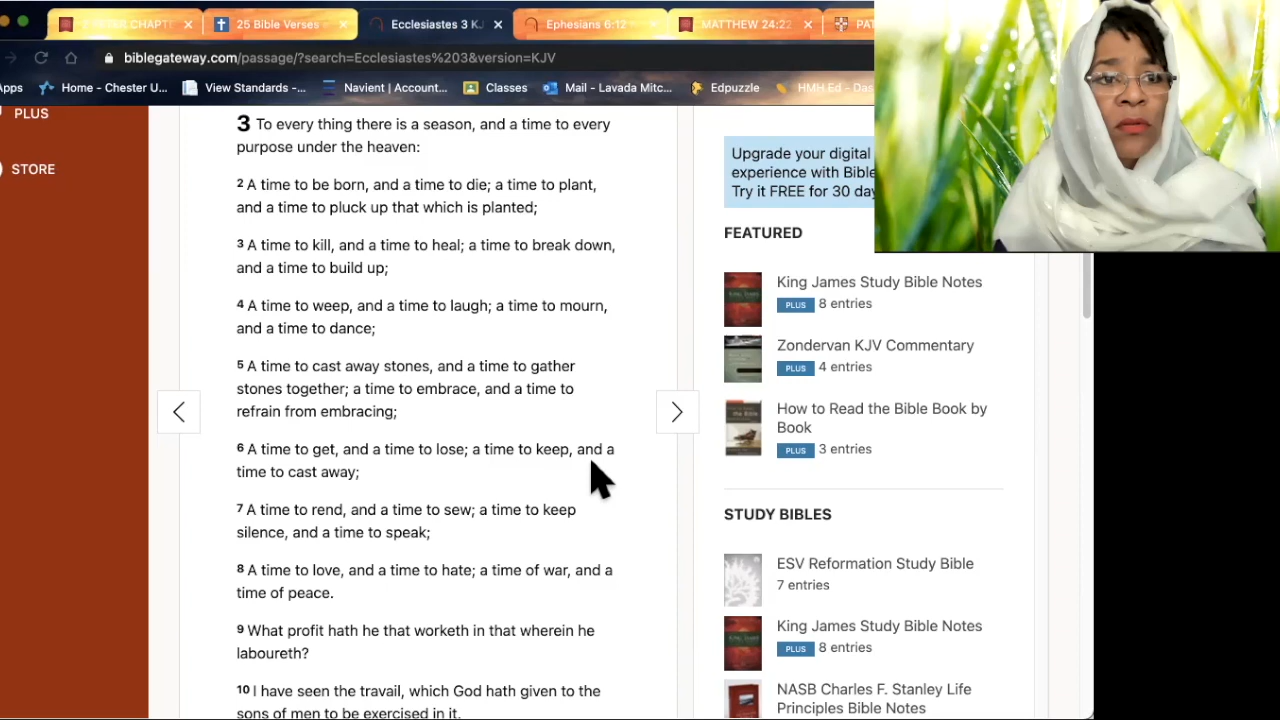 25 Bible Verses
Ecclesiastes 3 KJ
Ephesians 6:12
MATTHEW 24:22
biblegateway.com/passage/?search=Ecclesiastes%203&version=KJV
Apps
Home - Chester U...
View Standards -...
Navient | Account...
Classes
Mail - Lavada Mitc...
Edpuzzle
HMH Ed - Das
PLUS
STORE
3 To every thing there is a season, and a time to every
purpose under the heaven:
2 A time to be born, and a time to die; a time to plant,
and a time to pluck up that which is planted;
3 A time to kill, and a time to heal; a time to break down,
and a time to build up;
4 A time to weep, and a time to laugh; a time to mourn,
and a time to dance;
5 A time to cast away stones, and a time to gather
stones together; a time to embrace, and a time to
refrain from embracing;
6 A time to get, and a time to lose; a time to keep, and a
time to cast away;
7 A time to rend, and a time to sew; a time to keep
silence, and a time to speak;
8 A time to love, and a time to hate; a time of war, and a
time of peace.
9 What profit hath he that worketh in that wherein he
laboureth?
10 I have seen the travail, which God hath given to the
sons of men to be exercised in it.
Upgrade your digital
experience with Bible
Try it FREE for 30 day
FEATURED
King James Study Bible Notes
PLUS 8 entries
Zondervan KJV Commentary
PLUS 4 entries
How to Read the Bible Book by
Book
PLUS 3 entries
STUDY BIBLES
ESV Reformation Study Bible
7 entries
King James Study Bible Notes
PLUS 8 entries
NASB Charles F. Stanley Life
Principles Bible Notes